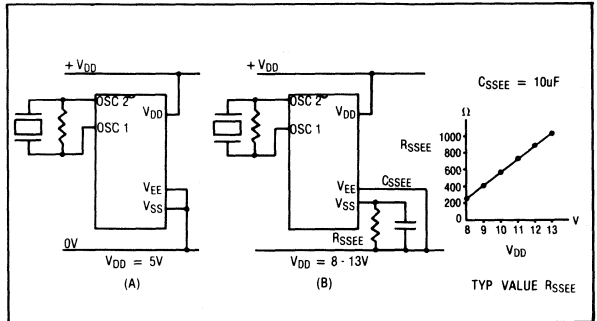 + VDD
OSC 2
OSC 1
VDD
VEE
VSS
0V
VDD = 5V
(A)
+ VDD
OSC 2
OSC 1
VDD
VEE
VSS
CSSEE
RSSEE
VDD = 8 - 13V
(B)
CSSEE = 10uF
Ω
RSSEE
1000
800
600
400
200
0
8 9 10 11 12 13
V
VDD
TYP VALUE RSSEE